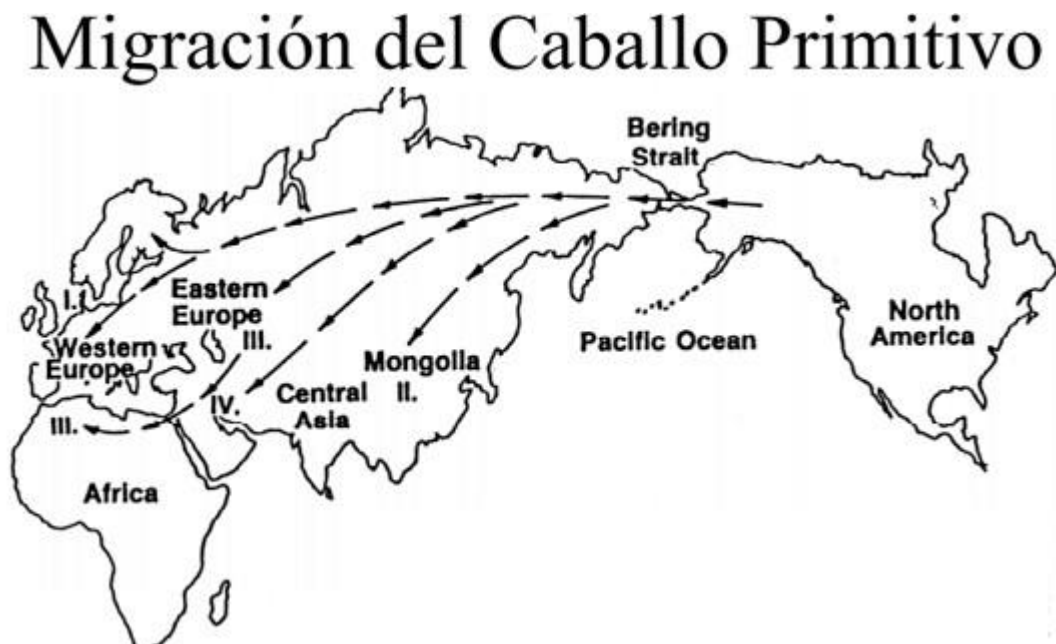 Migración del Caballo Primitivo
Bering
Strait
I.
Eastern
Europe
III.
Western
Europe
North
America
Pacific Ocean
Mongolla
II.
Central
Asia
IV.
III.
Africa